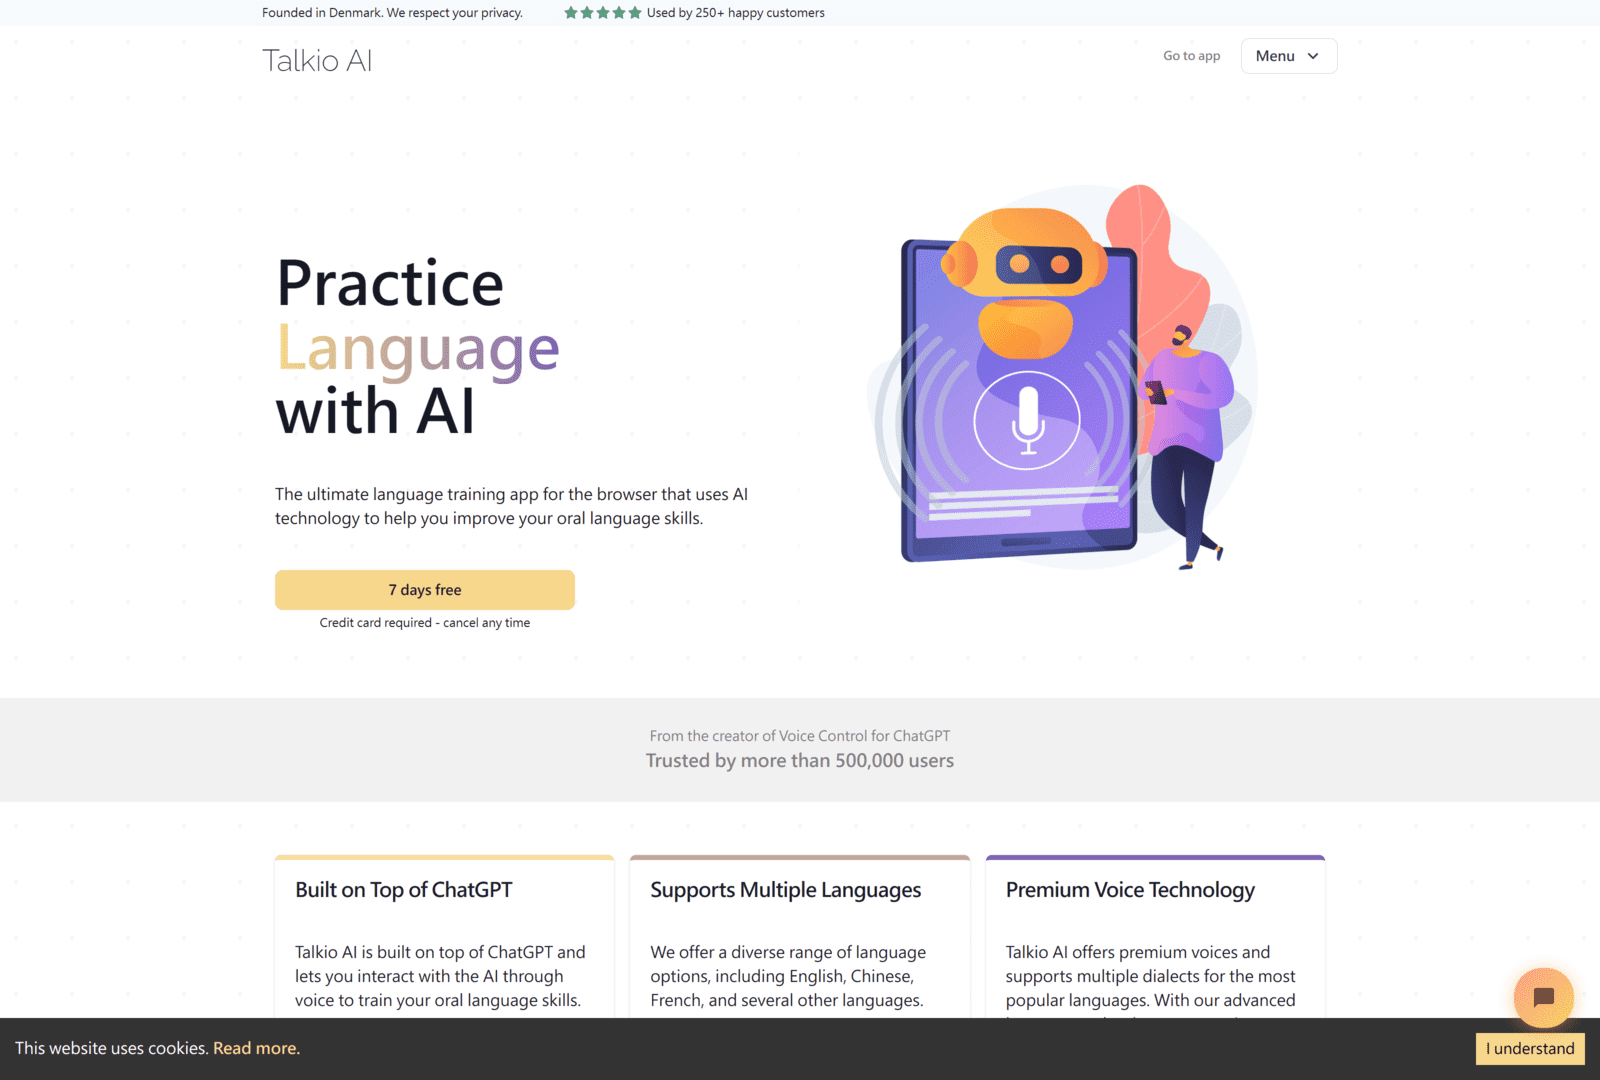 Founded in Denmark. We respect your privacy.
Used by 250+ happy customers
Talkio AI
Go to app
Menu
Practice
Language
with AI
The ultimate language training app for the browser that uses AI
technology to help you improve your oral language skills.
7 days free
Credit card required - cancel any time
From the creator of Voice Control for ChatGPT
Trusted by more than 500,000 users
Built on Top of ChatGPT
Talkio AI is built on top of ChatGPT and
lets you interact with the AI through
voice to train your oral language skills.
Supports Multiple Languages
We offer a diverse range of language
options, including English, Chinese,
French, and several other languages.
Premium Voice Technology
Talkio AI offers premium voices and
supports multiple dialects for the most
popular languages. With our advanced
This website uses cookies. Read more.
I understand